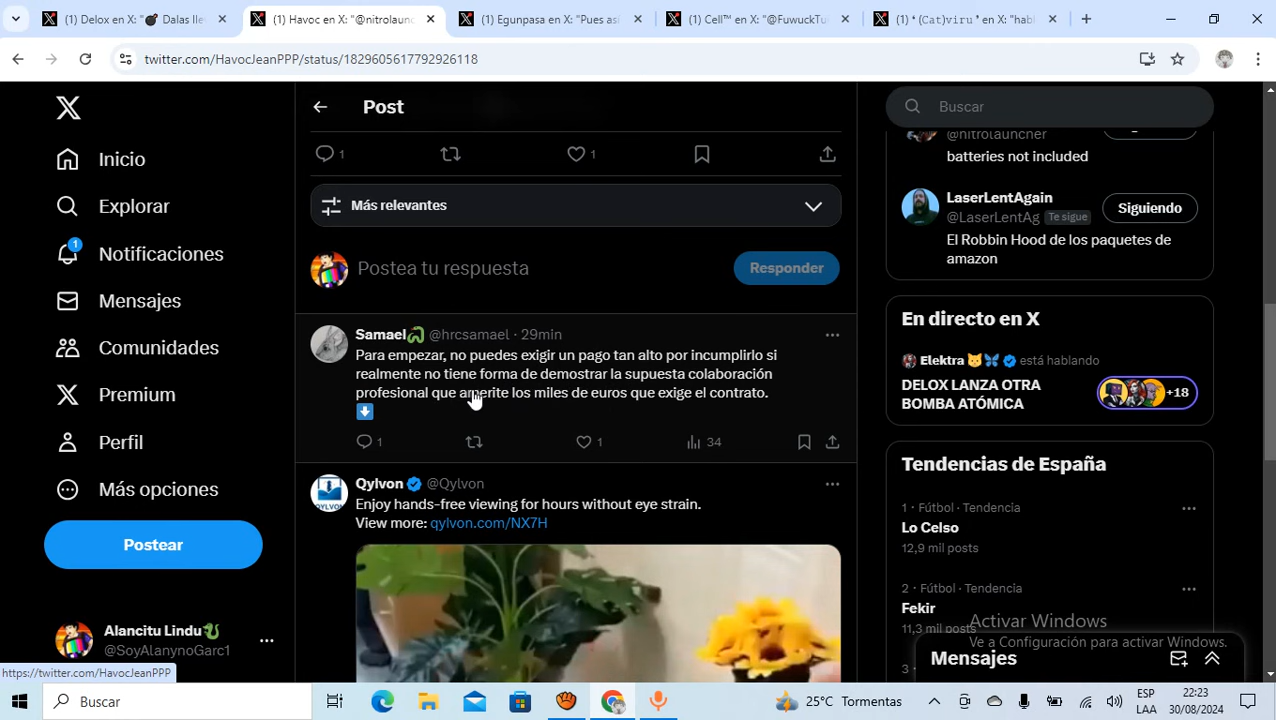 (1) Delox en X: "💣 Dalas lle
(1) Havoc en X: "@nitrolaunc
(1) Egunpasa en X: "Pues así
(1) Cell™ en X: "@FuwuckTu
(1) ❛ (Cat)viru ❜ en X: "habl
twitter.com/HavocJeanPPP/status/1829605617792926118
Inicio
Explorar
1
Notificaciones
Mensajes
Comunidades
Premium
Perfil
Más opciones
Postear
Alancitu Lindu🐍
@SoyAlanynoGarc1
https://twitter.com/HavocJeanPPP
Post
1
1
Más relevantes
Postea tu respuesta
Responder
Samael🐍 @hrcsamael · 29min
Para empezar, no puedes exigir un pago tan alto por incumplirlo si
realmente no tiene forma de demostrar la supuesta colaboración
profesional que amerite los miles de euros que exige el contrato.
⬇️
1
1
34
Qylvon @Qylvon
Enjoy hands-free viewing for hours without eye strain.
View more: qylvon.com/NX7H
Buscar
@nitrolauncher
batteries not included
LaserLentAgain
@LaserLentAg Te sigue
Siguiendo
El Robbin Hood de los paquetes de
amazon
En directo en X
Elektra 🐱🦋 está hablando
DELOX LANZA OTRA
BOMBA ATÓMICA
+18
Tendencias de España
1 · Fútbol · Tendencia
Lo Celso
12,9 mil posts
2 · Fútbol · Tendencia
Fekir
11,3 mil posts
3 ·
Activar Windows
Ve a Configuración para activar Windows.
Mensajes
Buscar
25°C Tormentas
ESP
LAA
22:23
30/08/2024